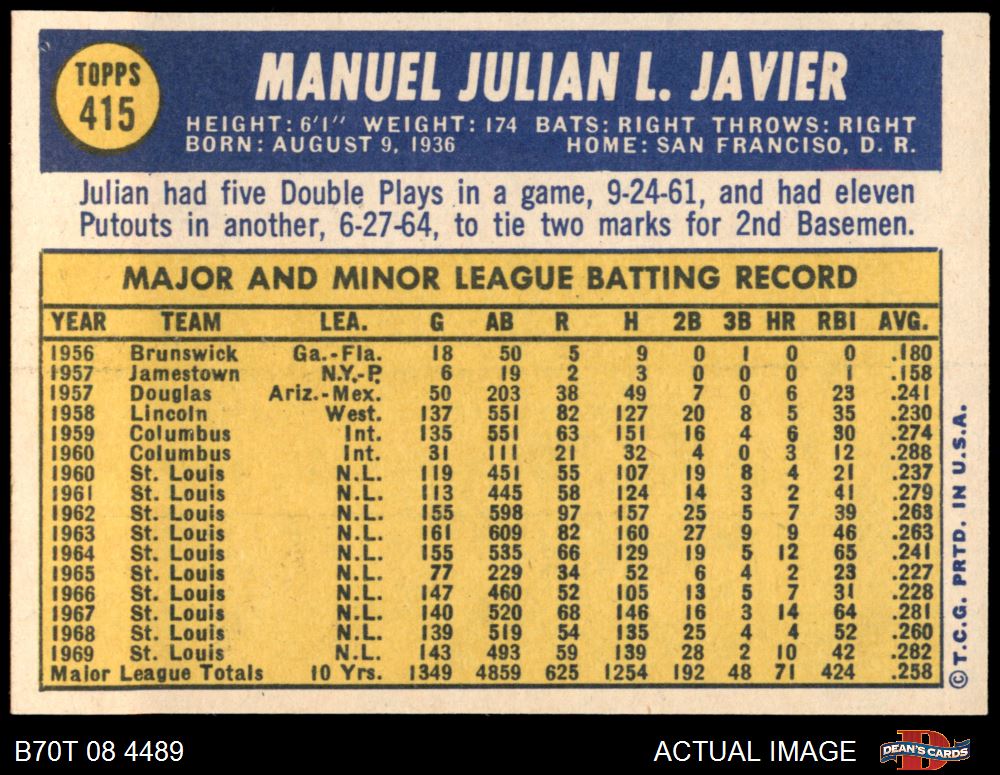 TOPPS
415
MANUEL JULIAN L. JAVIER
HEIGHT: 6'1" WEIGHT: 174 BATS: RIGHT THROWS: RIGHT
BORN: AUGUST 9, 1936 HOME: SAN FRANCISO, D. R.
Julian had five Double Plays in a game, 9-24-61, and had eleven
Putouts in another, 6-27-64, to tie two marks for 2nd Basemen.
MAJOR AND MINOR LEAGUE BATTING RECORD
YEAR TEAM LEA. G AB R H 2B 3B HR RBI AVG.
1956 Brunswick Ga.-Fla. 18 50 5 9 0 1 0 0 .180
1957 Jamestown N.Y.-P. 6 19 2 3 0 0 0 1 .158
1957 Douglas Ariz.-Mex. 50 203 38 49 7 0 6 23 .241
1958 Lincoln West. 137 551 82 127 20 8 5 35 .230
1959 Columbus Int. 135 551 63 151 16 4 6 30 .274
1960 Columbus Int. 31 111 21 32 4 0 3 12 .288
1960 St. Louis N.L. 119 451 55 107 19 8 4 21 .237
1961 St. Louis N.L. 113 445 58 124 14 3 2 41 .279
1962 St. Louis N.L. 155 598 97 157 25 5 7 39 .263
1963 St. Louis N.L. 161 609 82 160 27 9 9 46 .263
1964 St. Louis N.L. 155 535 66 129 19 5 12 65 .241
1965 St. Louis N.L. 77 229 34 52 6 4 2 23 .227
1966 St. Louis N.L. 147 460 52 105 13 5 7 31 .228
1967 St. Louis N.L. 140 520 68 146 16 3 14 64 .281
1968 St. Louis N.L. 139 519 54 135 25 4 4 52 .260
1969 St. Louis N.L. 143 493 59 139 28 2 10 42 .282
Major League Totals 10 Yrs. 1349 4859 625 1254 192 48 71 424 .258
© T.C.G. PRTD. IN U.S.A.
B70T 08 4489
ACTUAL IMAGE
DEAN'S CARDS